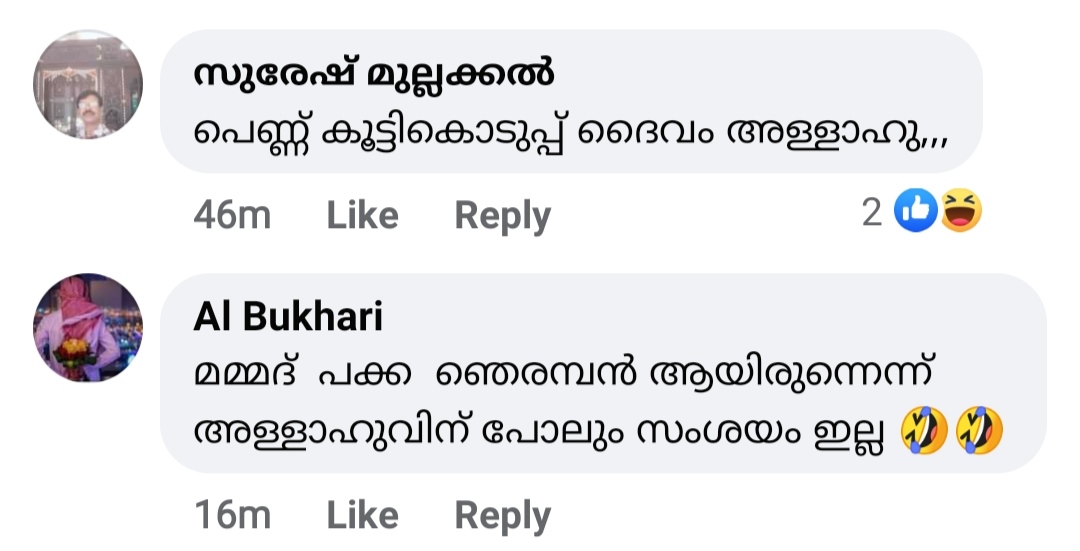 സുരേഷ് മുല്ലക്കൽ
പെണ്ണ് കൂട്ടികൊടുപ്പ് ദൈവം അള്ളാഹു,,,
46m Like Reply 2
Al Bukhari
മമ്മദ് പക്ക ഞെരമ്പൻ ആയിരുന്നെന്ന്
അള്ളാഹുവിന് പോലും സംശയം ഇല്ല 🤣🤣
16m Like Reply